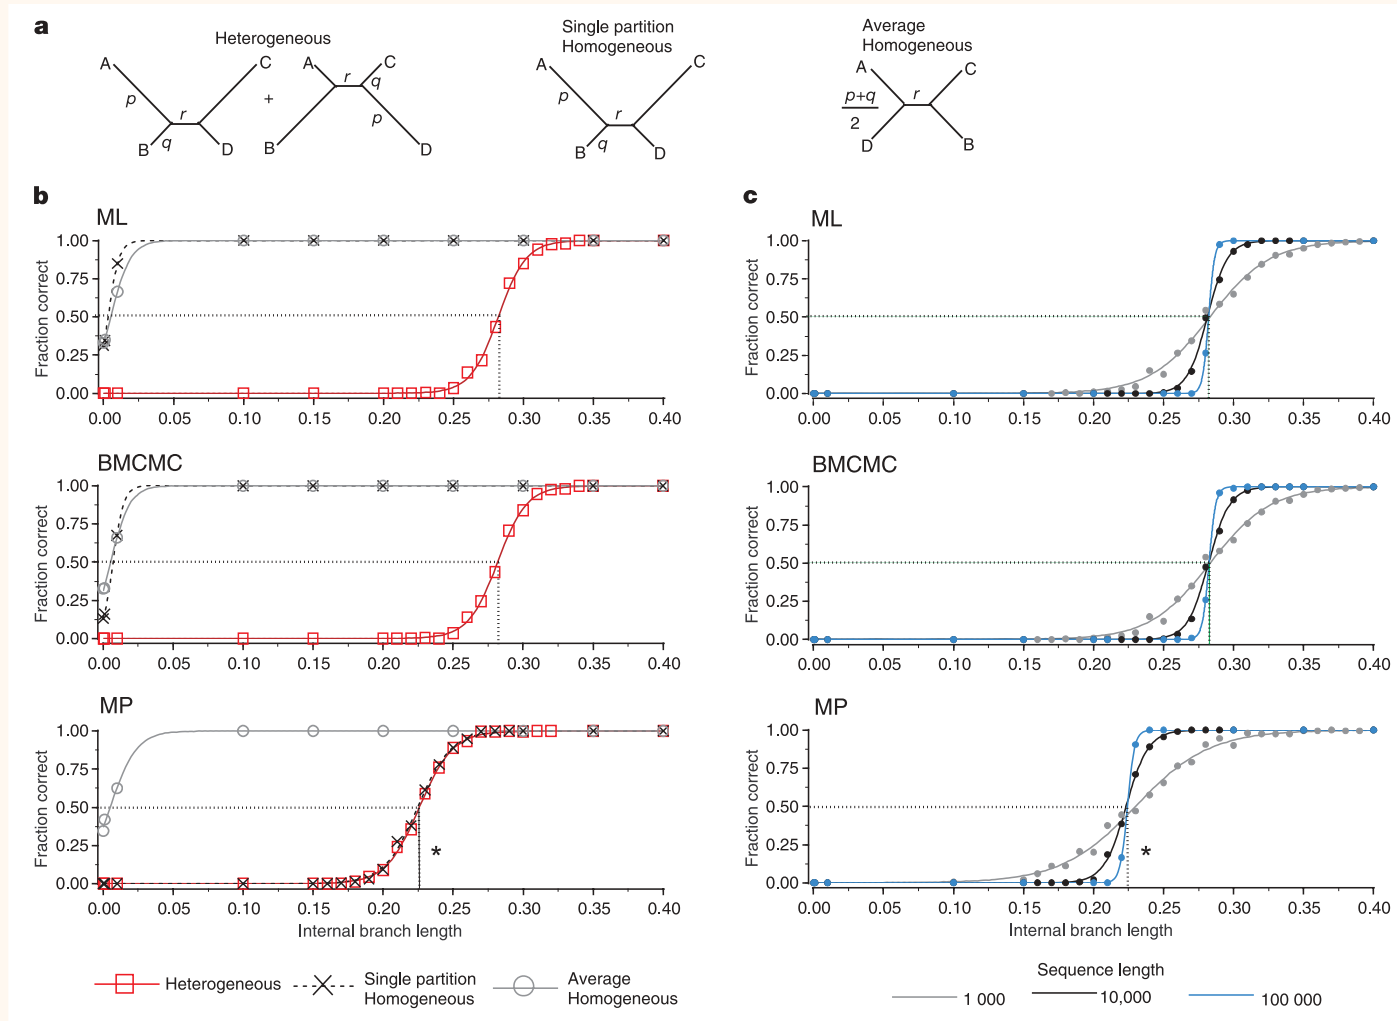 a
Heterogeneous
Single partition
Homogeneous
Average
Homogeneous
A
C
p
r
B
q
D
+
A
C
r
q
p
B
D
A
C
p
r
B
q
D
A
C
p+q
2
r
D
B
b
ML
Fraction correct
1.00
0.75
0.50
0.25
0.00
0.00 0.05 0.10 0.15 0.20 0.25 0.30 0.35 0.40
BMCMC
Fraction correct
1.00
0.75
0.50
0.25
0.00
0.00 0.05 0.10 0.15 0.20 0.25 0.30 0.35 0.40
MP
Fraction correct
1.00
0.75
0.50
0.25
0.00
*
0.00 0.05 0.10 0.15 0.20 0.25 0.30 0.35 0.40
Internal branch length
Heterogeneous
Single partition
Homogeneous
Average
Homogeneous
c
ML
Fraction correct
1.00
0.75
0.50
0.25
0.00
0.00 0.05 0.10 0.15 0.20 0.25 0.30 0.35 0.40
BMCMC
Fraction correct
1.00
0.75
0.50
0.25
0.00
0.00 0.05 0.10 0.15 0.20 0.25 0.30 0.35 0.40
MP
Fraction correct
1.00
0.75
0.50
0.25
0.00
*
0.00 0.05 0.10 0.15 0.20 0.25 0.30 0.35 0.40
Internal branch length
Sequence length
1 000
10,000
100 000